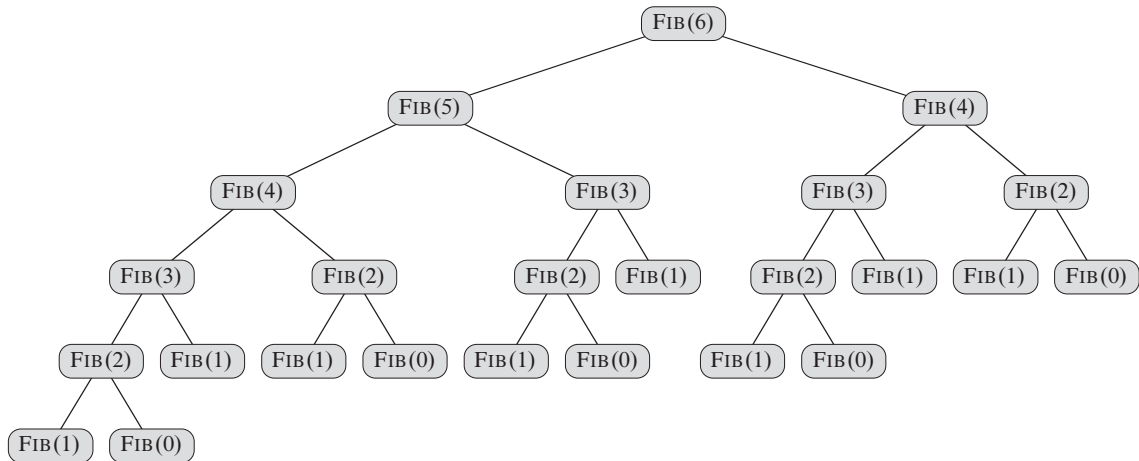 FIB(6)
FIB(5) FIB(4)
FIB(4) FIB(3) FIB(3) FIB(2)
FIB(3) FIB(2) FIB(2) FIB(1) FIB(2) FIB(1) FIB(1) FIB(0)
FIB(2) FIB(1) FIB(1) FIB(0) FIB(1) FIB(0) FIB(1) FIB(0)
FIB(1) FIB(0)